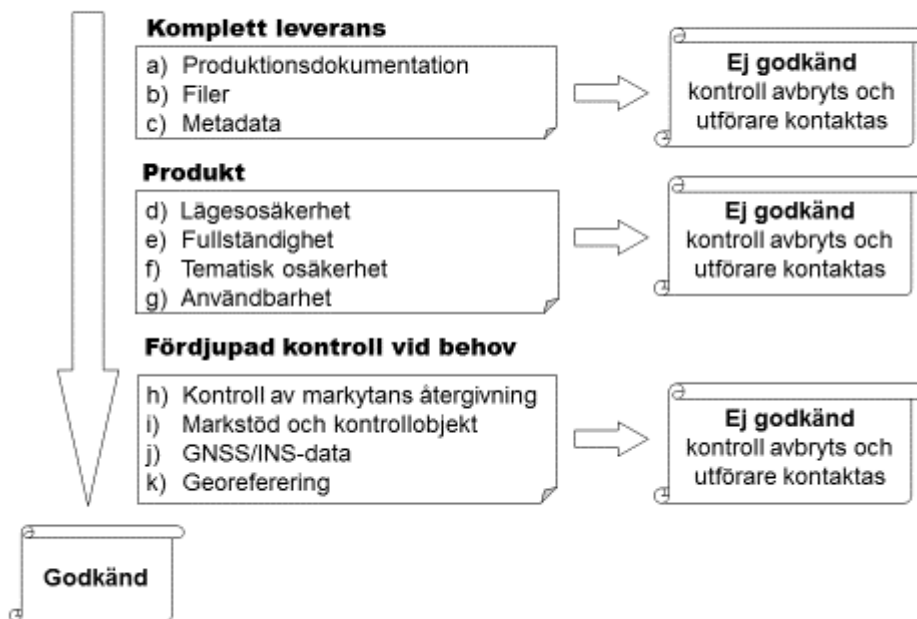 Komplett leverans
a) Produktionsdokumentation
b) Filer
c) Metadata
Ej godkänd
kontroll avbryts och
utförare kontaktas
Produkt
d) Lägesosäkerhet
e) Fullständighet
f) Tematisk osäkerhet
g) Användbarhet
Ej godkänd
kontroll avbryts och
utförare kontaktas
Fördjupad kontroll vid behov
h) Kontroll av markytans återgivning
i) Markstöd och kontrollobjekt
j) GNSS/INS-data
k) Georeferering
Ej godkänd
kontroll avbryts och
utförare kontaktas
Godkänd